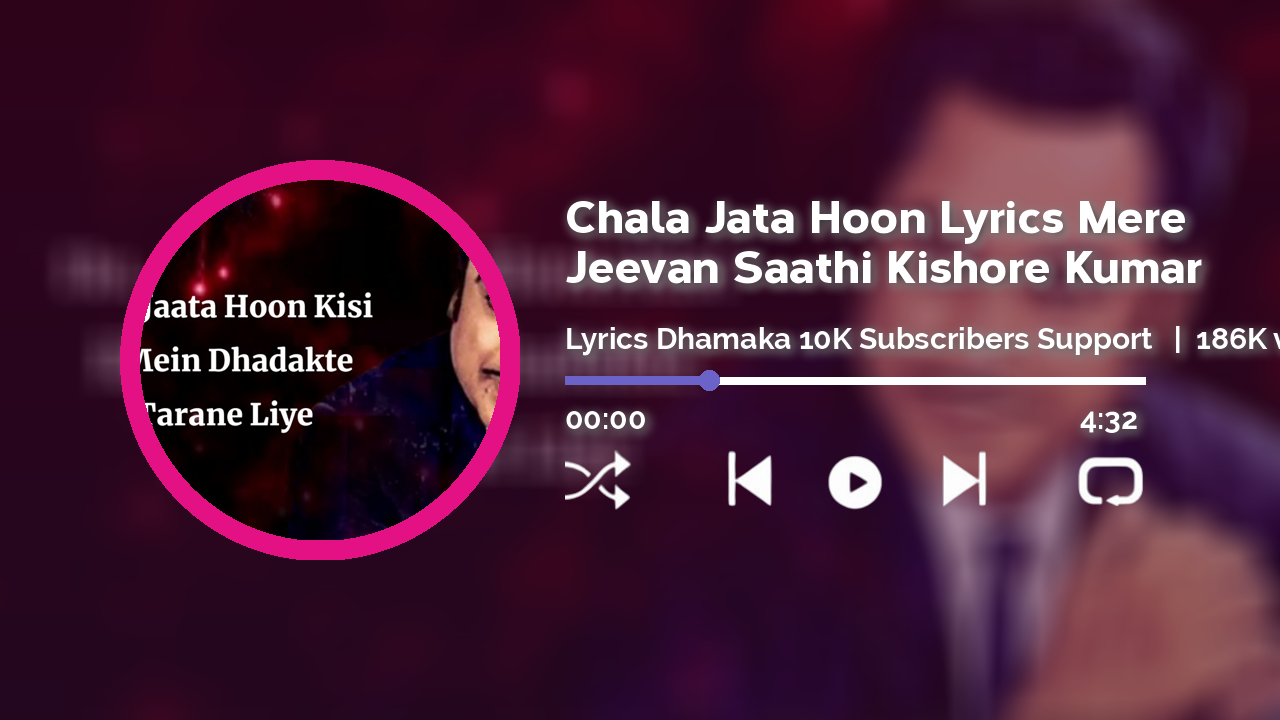 Jaata Hoon Kisi
Mein Dhadakte
Tarane Liye
Chala Jata Hoon Lyrics Mere
Jeevan Saathi Kishore Kumar
Lyrics Dhamaka 10K Subscribers Support | 186K
00:00
4:32